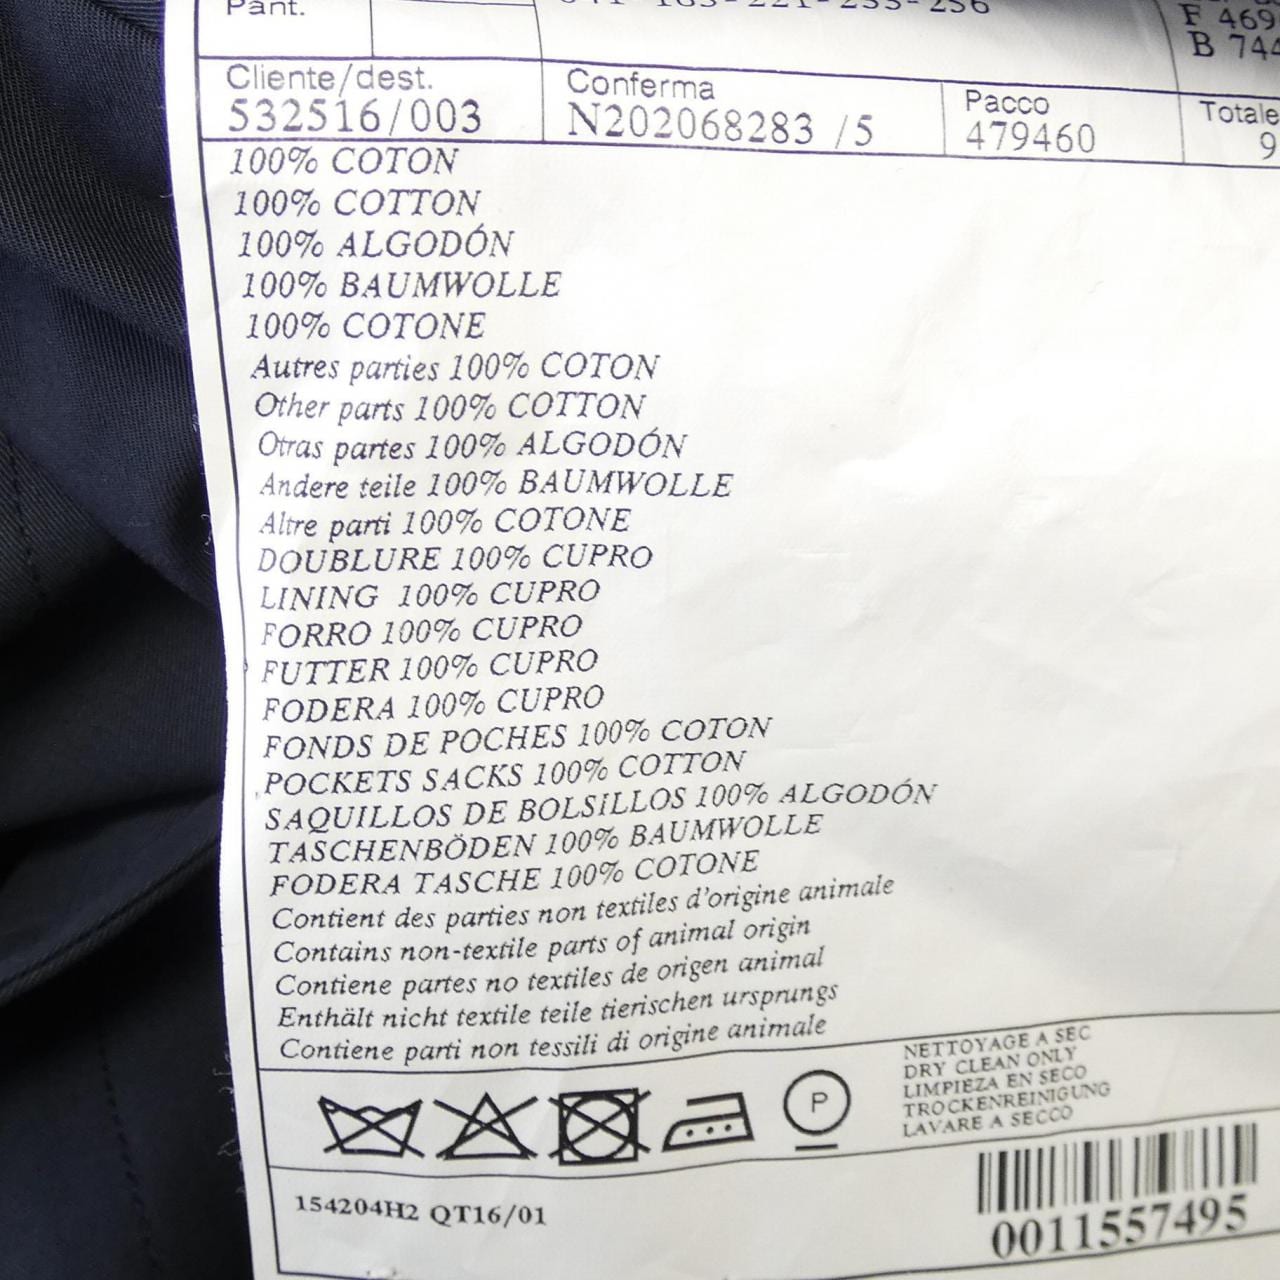 Pant.
F 469
B 744
Cliente/dest. Conferma Pacco Totale
532516/003 N202068283 /5 479460 9
100% COTON
100% COTTON
100% ALGODÓN
100% BAUMWOLLE
100% COTONE
Autres parties 100% COTON
Other parts 100% COTTON
Otras partes 100% ALGODÓN
Andere teile 100% BAUMWOLLE
Altre parti 100% COTONE
DOUBLURE 100% CUPRO
LINING 100% CUPRO
FORRO 100% CUPRO
FUTTER 100% CUPRO
FODERA 100% CUPRO
FONDS DE POCHES 100% COTON
POCKETS SACKS 100% COTTON
SAQUILLOS DE BOLSILLOS 100% ALGODÓN
TASCHENBÖDEN 100% BAUMWOLLE
FODERA TASCHE 100% COTONE
Contient des parties non textiles d'origine animale
Contains non-textile parts of animal origin
Contiene partes no textiles de origen animal
Enthält nicht textile teile tierischen ursprungs
Contiene parti non tessili di origine animale
P
NETTOYAGE A SEC
DRY CLEAN ONLY
LIMPIEZA EN SECO
TROCKENREINIGUNG
LAVARE A SECCO
154204H2 QT16/01
0011557495